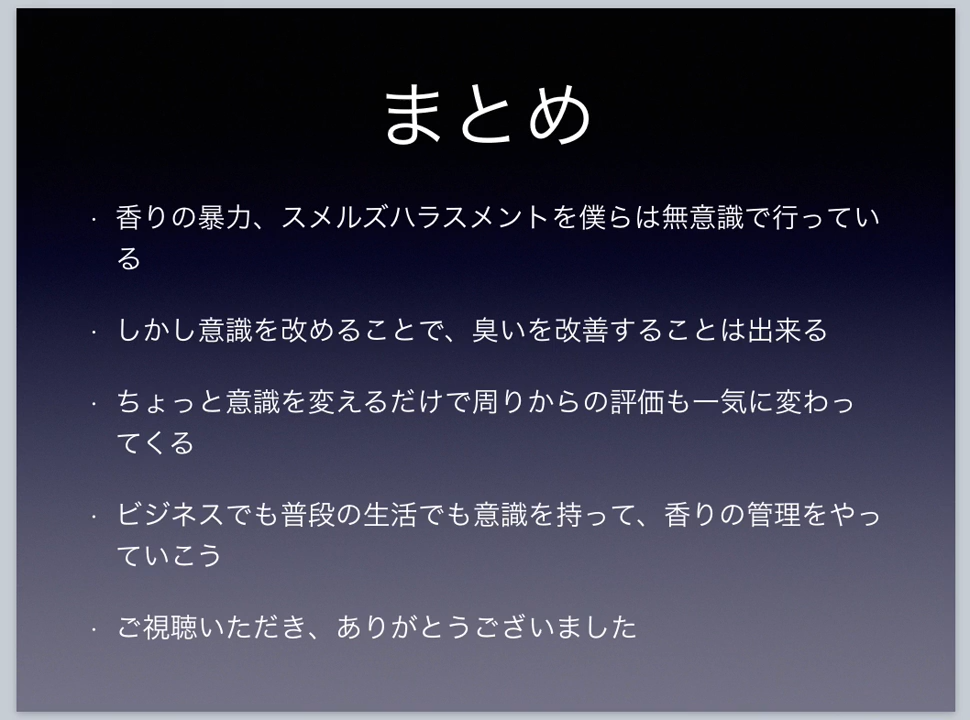 まとめ
・ 香りの暴力、スメルズハラスメントを僕らは無意識で行ってい
る
・ しかし意識を改めることで、臭いを改善することは出来る
・ ちょっと意識を変えるだけで周りからの評価も一気に変わっ
てくる
・ ビジネスでも普段の生活でも意識を持って、香りの管理をやっ
ていこう
・ ご視聴いただき、ありがとうございました